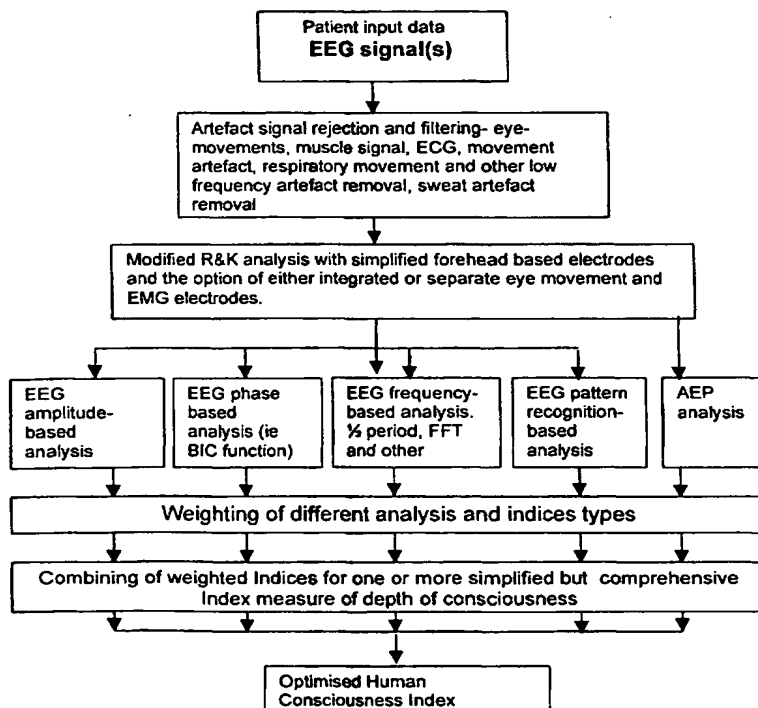 Patient input data
EEG signal(s)
Artefact signal rejection and filtering- eye-
movements, muscle signal, ECG, movement
artefact, respiratory movement and other low
frequency artefact removal, sweat artefact
removal
Modified R&K analysis with simplified forehead based electrodes
and the option of either integrated or separate eye movement and
EMG electrodes.
EEG
amplitude-
based
analysis
EEG phase
based
analysis (ie
BIC function)
EEG frequency-
based analysis.
½ period, FFT
and other
EEG pattern
recognition-
based
analysis
AEP
analysis
Weighting of different analysis and indices types
Combining of weighted Indices for one or more simplified but comprehensive
Index measure of depth of consciousness
Optimised Human
Consciousness Index